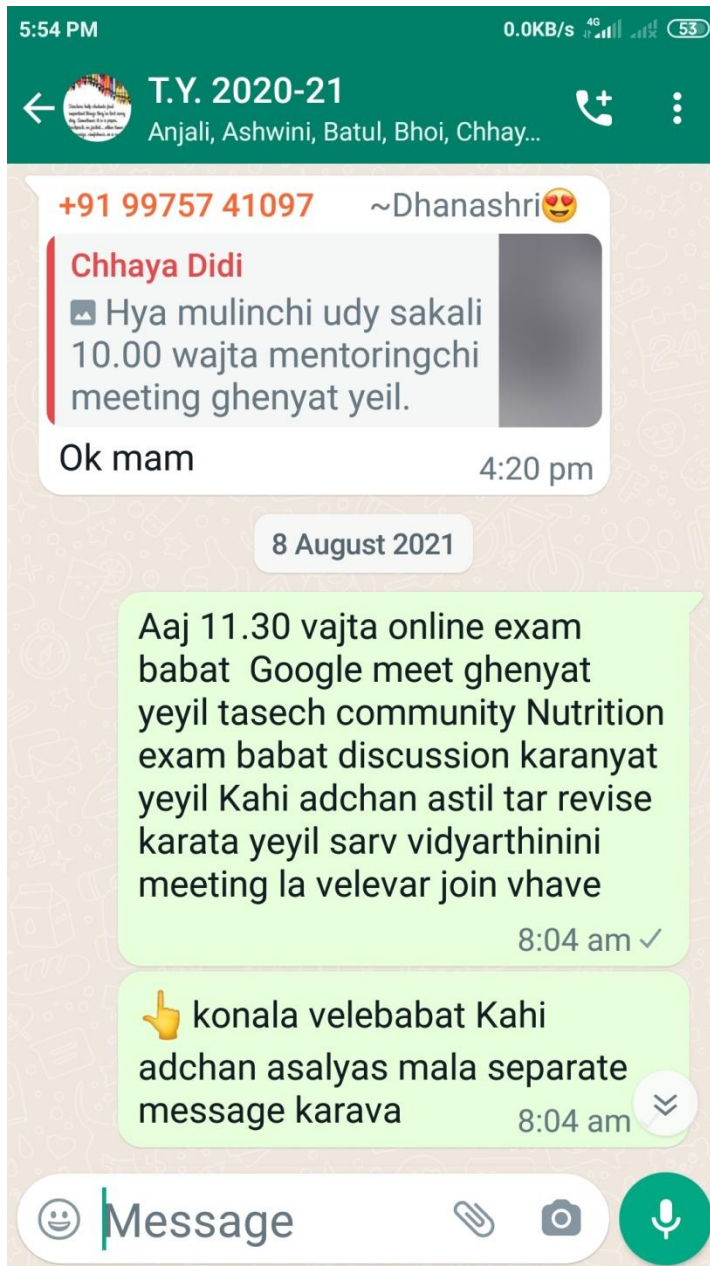 5:54 PM 0.0KB/s 4G 53
T.Y. 2020-21
Anjali, Ashwini, Batul, Bhoi, Chhay...
+91 99757 41097 ~Dhanashri😍
Chhaya Didi
Hya mulinchi udy sakali
10.00 wajta mentoringchi
meeting ghenyat yeil.
Ok mam 4:20 pm
8 August 2021
Aaj 11.30 vajta online exam
babat Google meet ghenyat
yeyil tasech community Nutrition
exam babat discussion karanyat
yeyil Kahi adchan astil tar revise
karata yeyil sarv vidyarthinini
meeting la velevar join vhave
8:04 am
👆 konala velebabat Kahi
adchan asalyas mala separate
message karava 8:04 am
Message